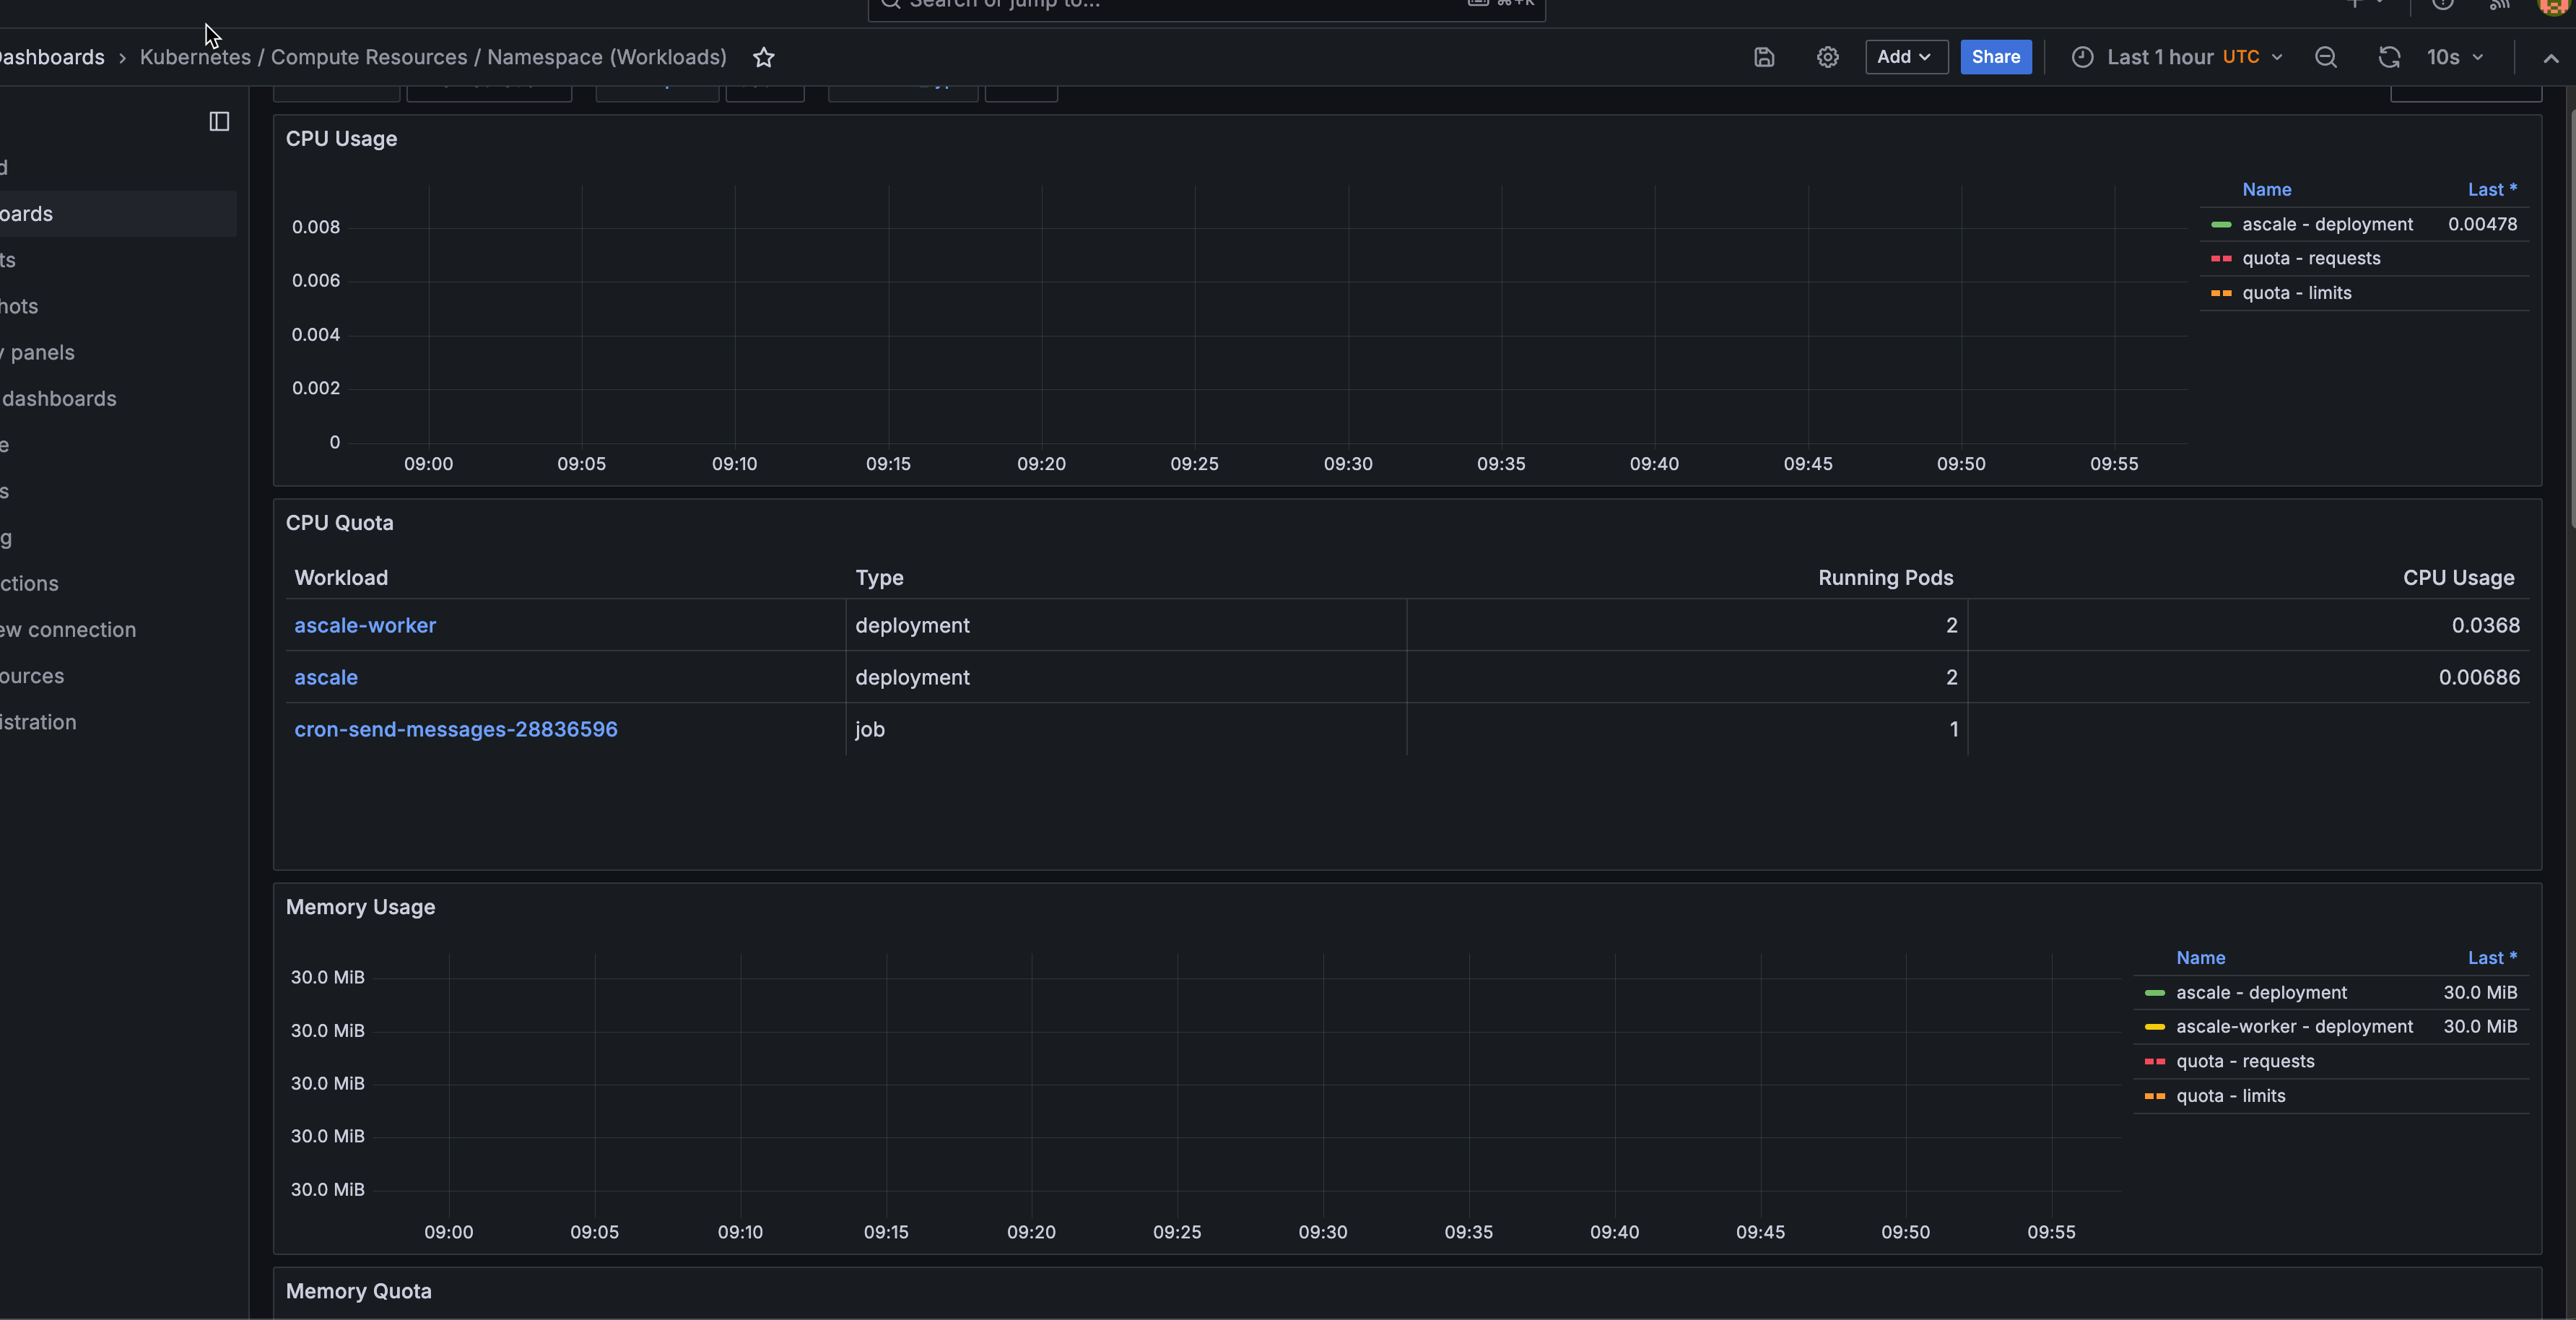 Search or jump to... ⌘+K
Dashboards › Kubernetes / Compute Resources / Namespace (Workloads)
Add
Share
Last 1 hour UTC
10s
d
oards
ts
hots
y panels
dashboards
e
s
g
ctions
ew connection
ources
istration
CPU Usage
0.008
0.006
0.004
0.002
0
09:00 09:05 09:10 09:15 09:20 09:25 09:30 09:35 09:40 09:45 09:50 09:55
Name Last *
ascale - deployment 0.00478
quota - requests
quota - limits
CPU Quota
Workload Type Running Pods CPU Usage
ascale-worker deployment 2 0.0368
ascale deployment 2 0.00686
cron-send-messages-28836596 job 1
Memory Usage
30.0 MiB
30.0 MiB
30.0 MiB
30.0 MiB
30.0 MiB
09:00 09:05 09:10 09:15 09:20 09:25 09:30 09:35 09:40 09:45 09:50 09:55
Name Last *
ascale - deployment 30.0 MiB
ascale-worker - deployment 30.0 MiB
quota - requests
quota - limits
Memory Quota